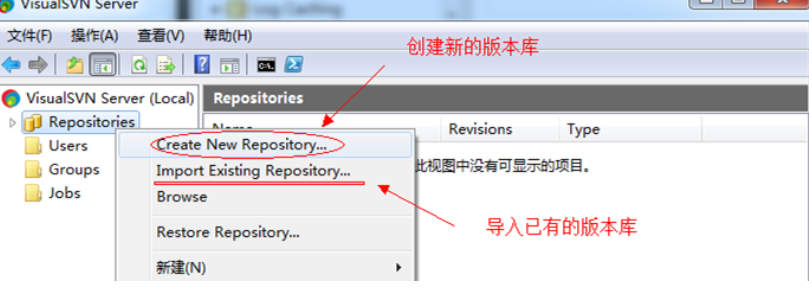 VisualSVN Server
Log Caching
文件(F) 操作(A) 查看(V) 帮助(H)
创建新的版本库
VisualSVN Server (Local)
Repositories
Repositories
Name Revisions Type
Users
Create New Repository...
Groups
Import Existing Repository...
此视图中没有可显示的项目。
Jobs
Browse
导入已有的版本库
Restore Repository...
新建(N)